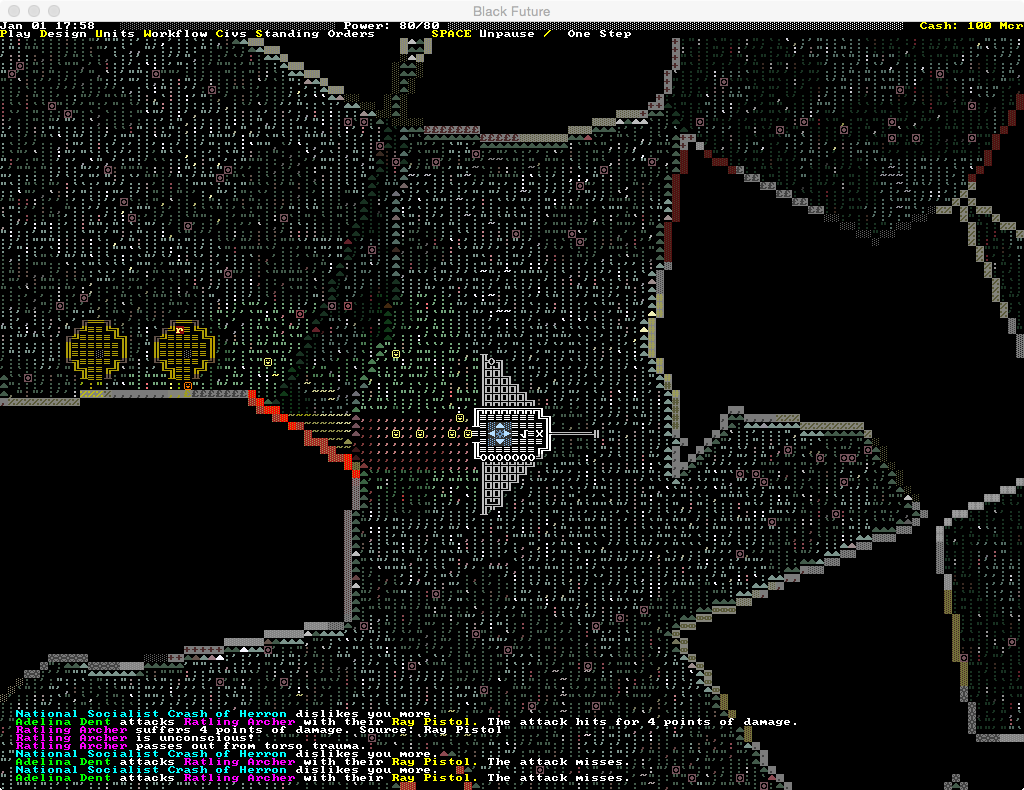 Black Future
Jan 01 17:58 Power: 80/80 Cash: 100 Mcr
Play Design Units Workflow Civs Standing Orders SPACE Unpause / One Step
National Socialist Crash of Herron dislikes you more.
Adelina Dent attacks Ratling Archer with their Ray Pistol. The attack hits for 4 points of damage.
Ratling Archer suffers 4 points of damage. Source: Ray Pistol
Ratling Archer is unconscious!
Ratling Archer passes out from torso trauma.
National Socialist Crash of Herron dislikes you more.
Adelina Dent attacks Ratling Archer with their Ray Pistol. The attack misses.
National Socialist Crash of Herron dislikes you more.
Adelina Dent attacks Ratling Archer with their Ray Pistol. The attack misses.